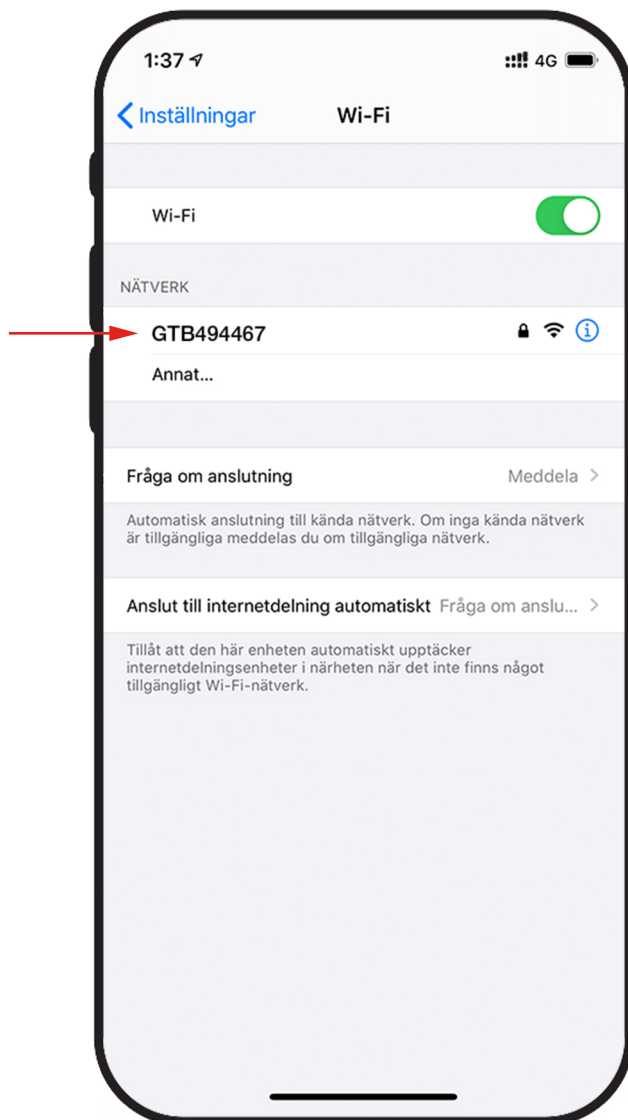 1:37 4G
Inställningar Wi-Fi
Wi-Fi
NÄTVERK
GTB494467
Annat...
Fråga om anslutning Meddela
Automatisk anslutning till kända nätverk. Om inga kända nätverk
är tillgängliga meddelas du om tillgängliga nätverk.
Anslut till internetdelning automatiskt Fråga om anslu...
Tillåt att den här enheten automatiskt upptäcker
internetdelningsenheter i närheten när det inte finns något
tillgängligt Wi-Fi-nätverk.